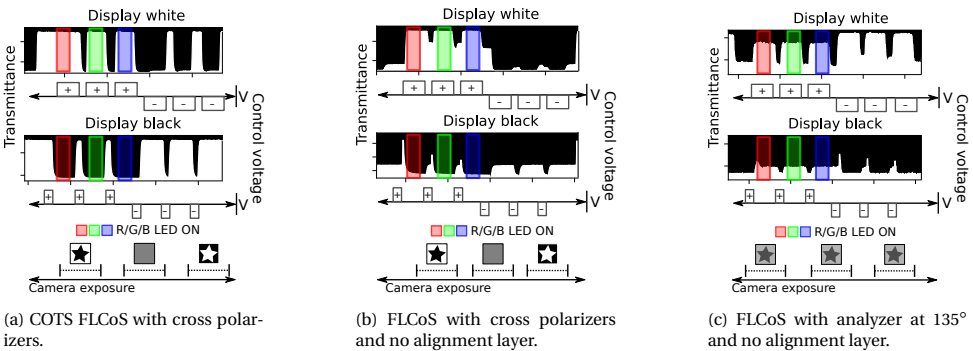 Display white
Transmittance
+ + +
- - -
V
Display black
Control voltage
+ + +
- - -
V
R/G/B LED ON
Camera exposure
(a) COTS FLCoS with cross polar-
izers.
Display white
Transmittance
+ + +
- - -
V
Display black
Control voltage
+ + +
- - -
V
R/G/B LED ON
Camera exposure
(b) FLCoS with cross polarizers
and no alignment layer.
Display white
Transmittance
+ + +
- - -
V
Display black
Control voltage
+ + +
- - -
V
R/G/B LED ON
Camera exposure
(c) FLCoS with analyzer at 135°
and no alignment layer.